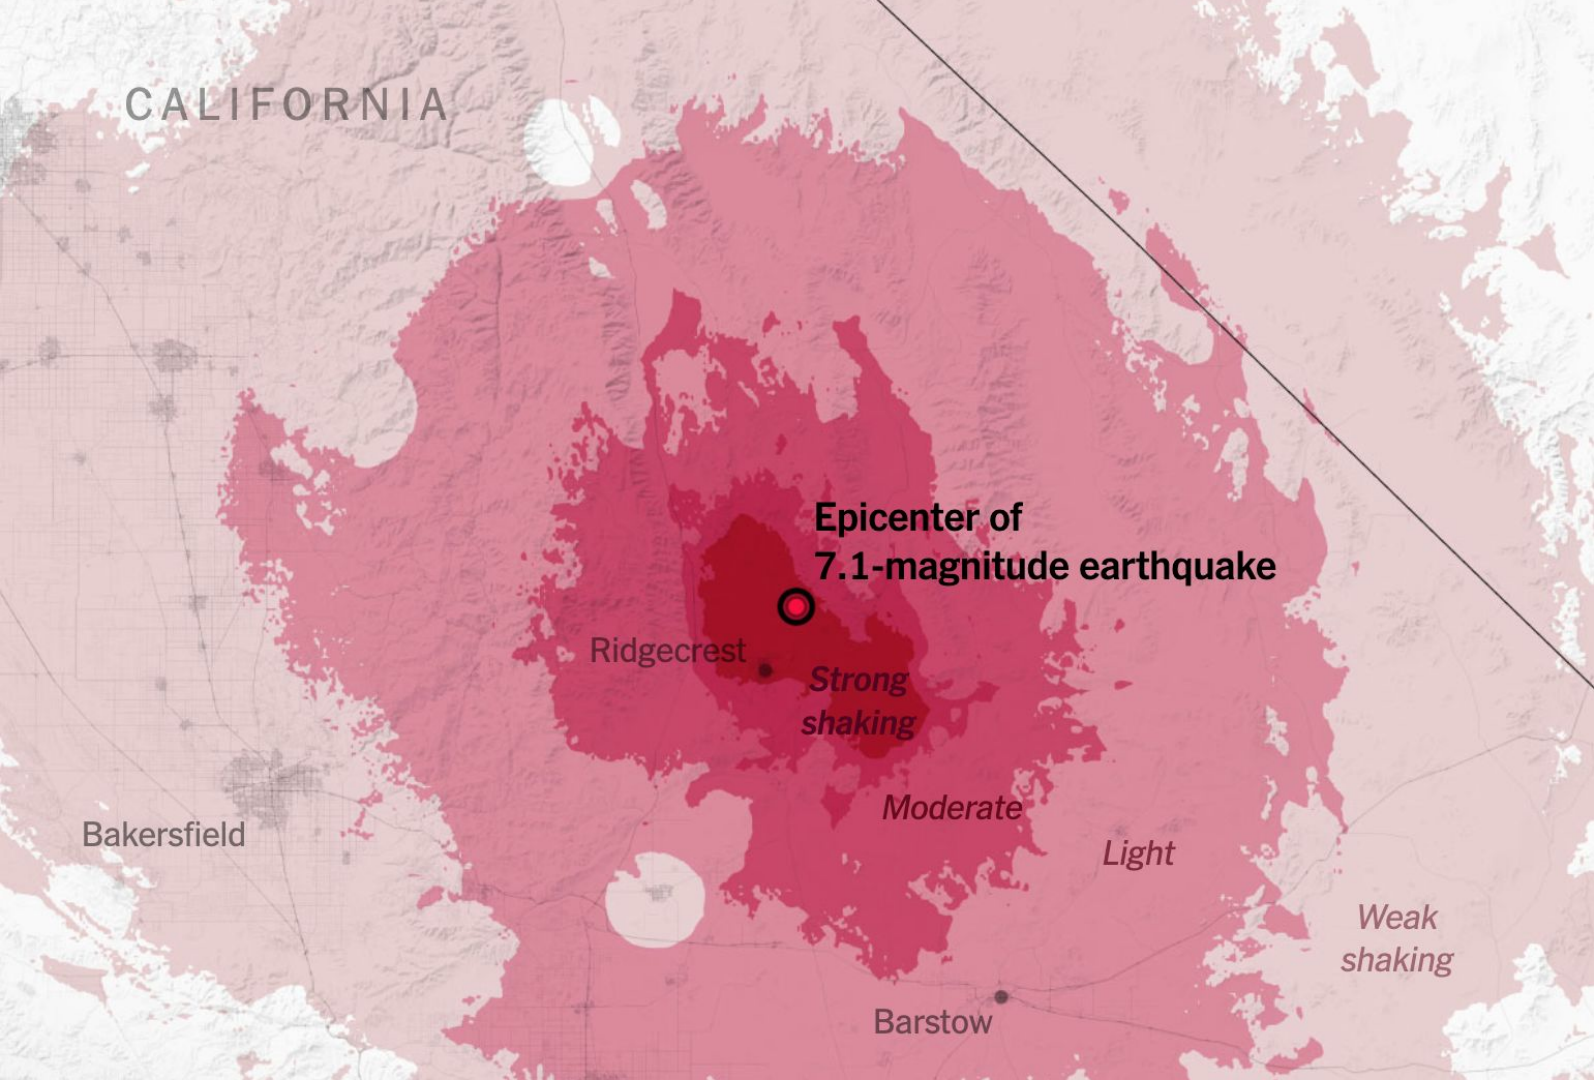 CALIFORNIA
Epicenter of
7.1-magnitude earthquake
Ridgecrest
Strong
shaking
Moderate
Bakersfield
Light
Weak
shaking
Barstow